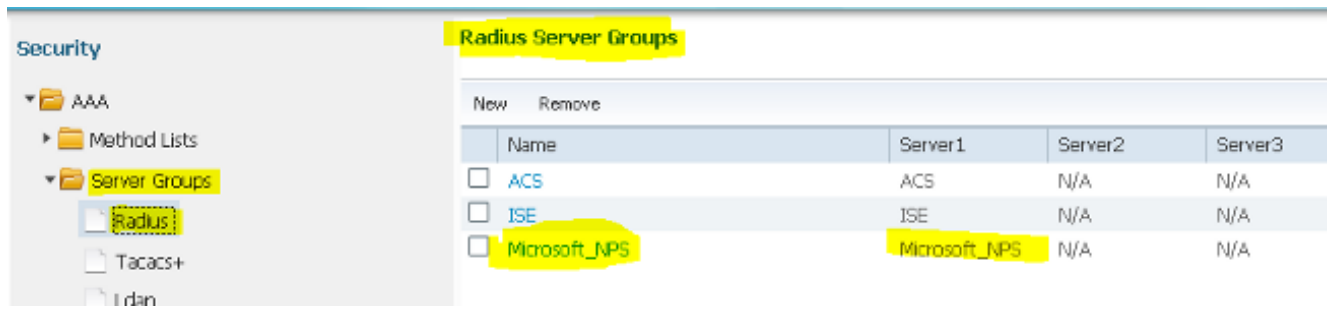 Security
AAA
Method Lists
Server Groups
Radius
Tacacs+
Ldap
Radius Server Groups
New Remove
Name Server1 Server2 Server3
ACS ACS N/A N/A
ISE ISE N/A N/A
Microsoft_NPS Microsoft_NPS N/A N/A